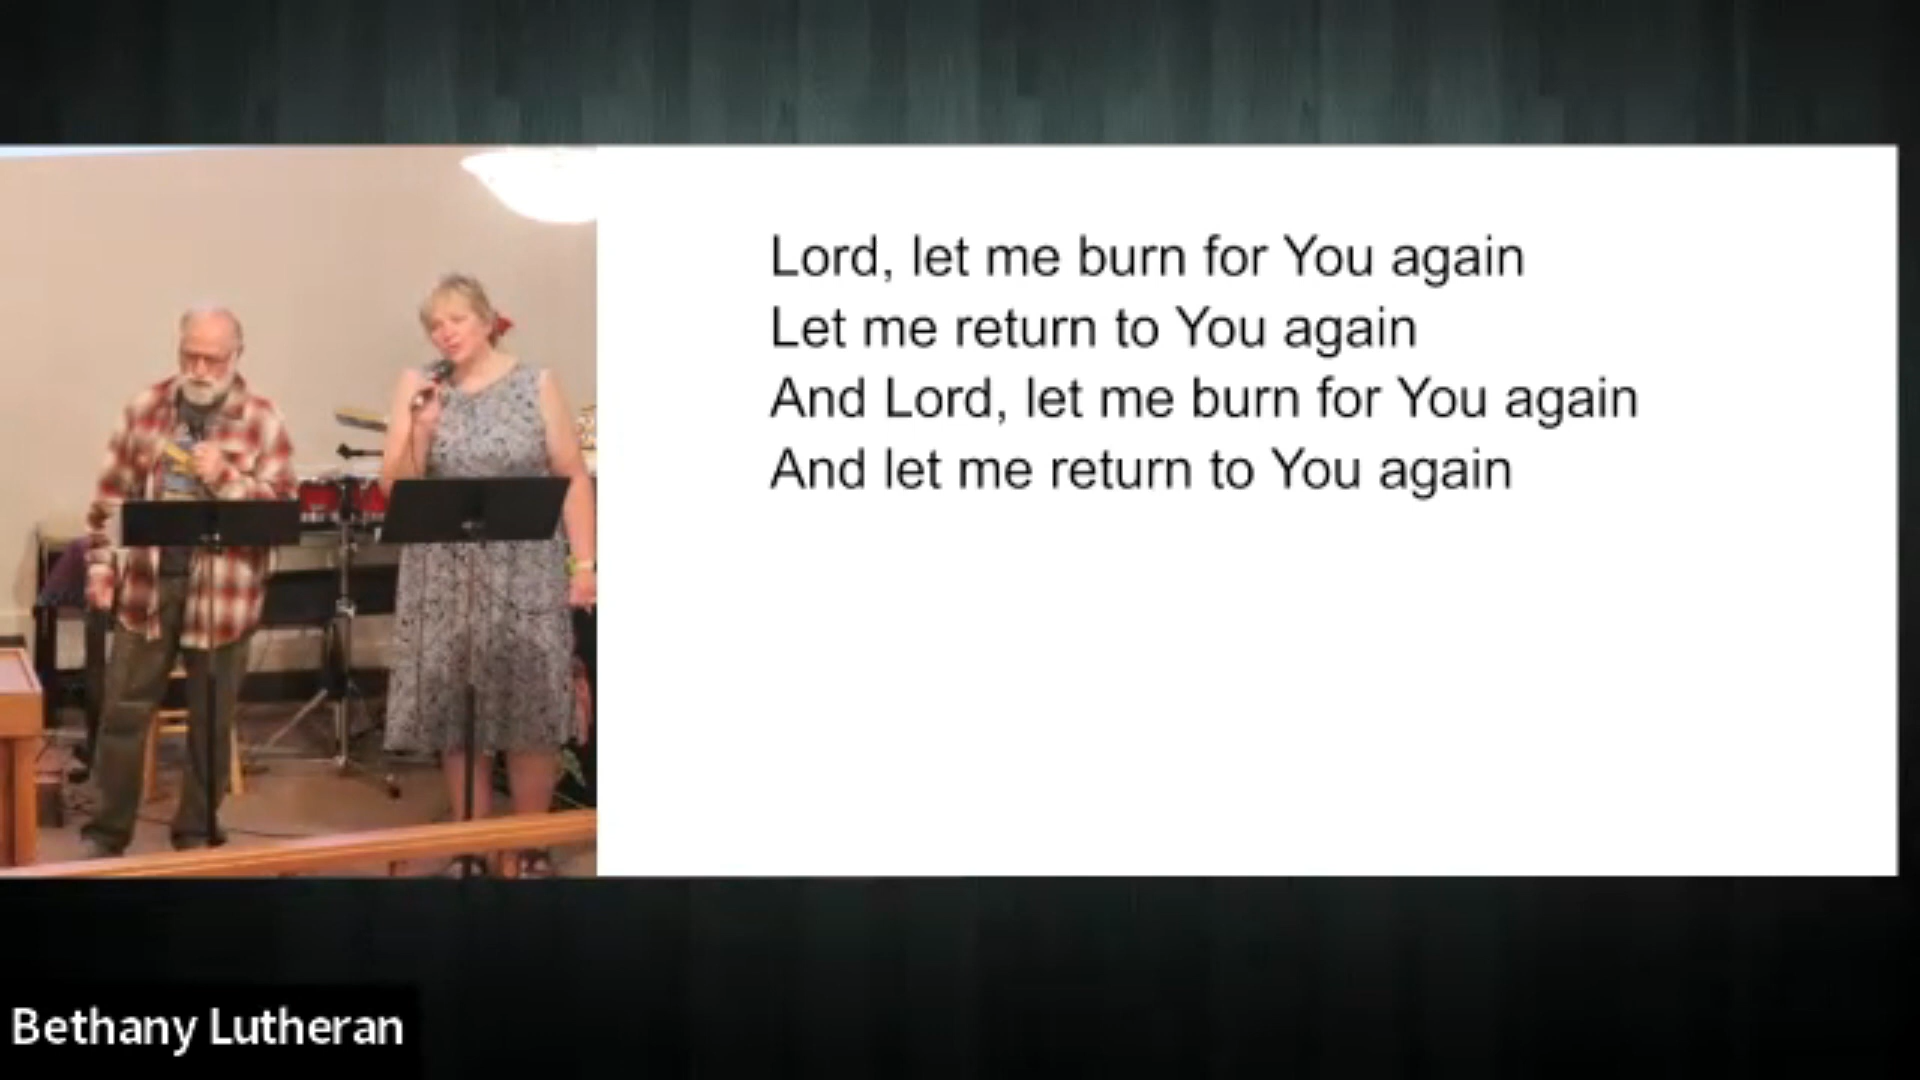 Lord, let me burn for You again
Let me return to You again
And Lord, let me burn for You again
And let me return to You again
Bethany Lutheran